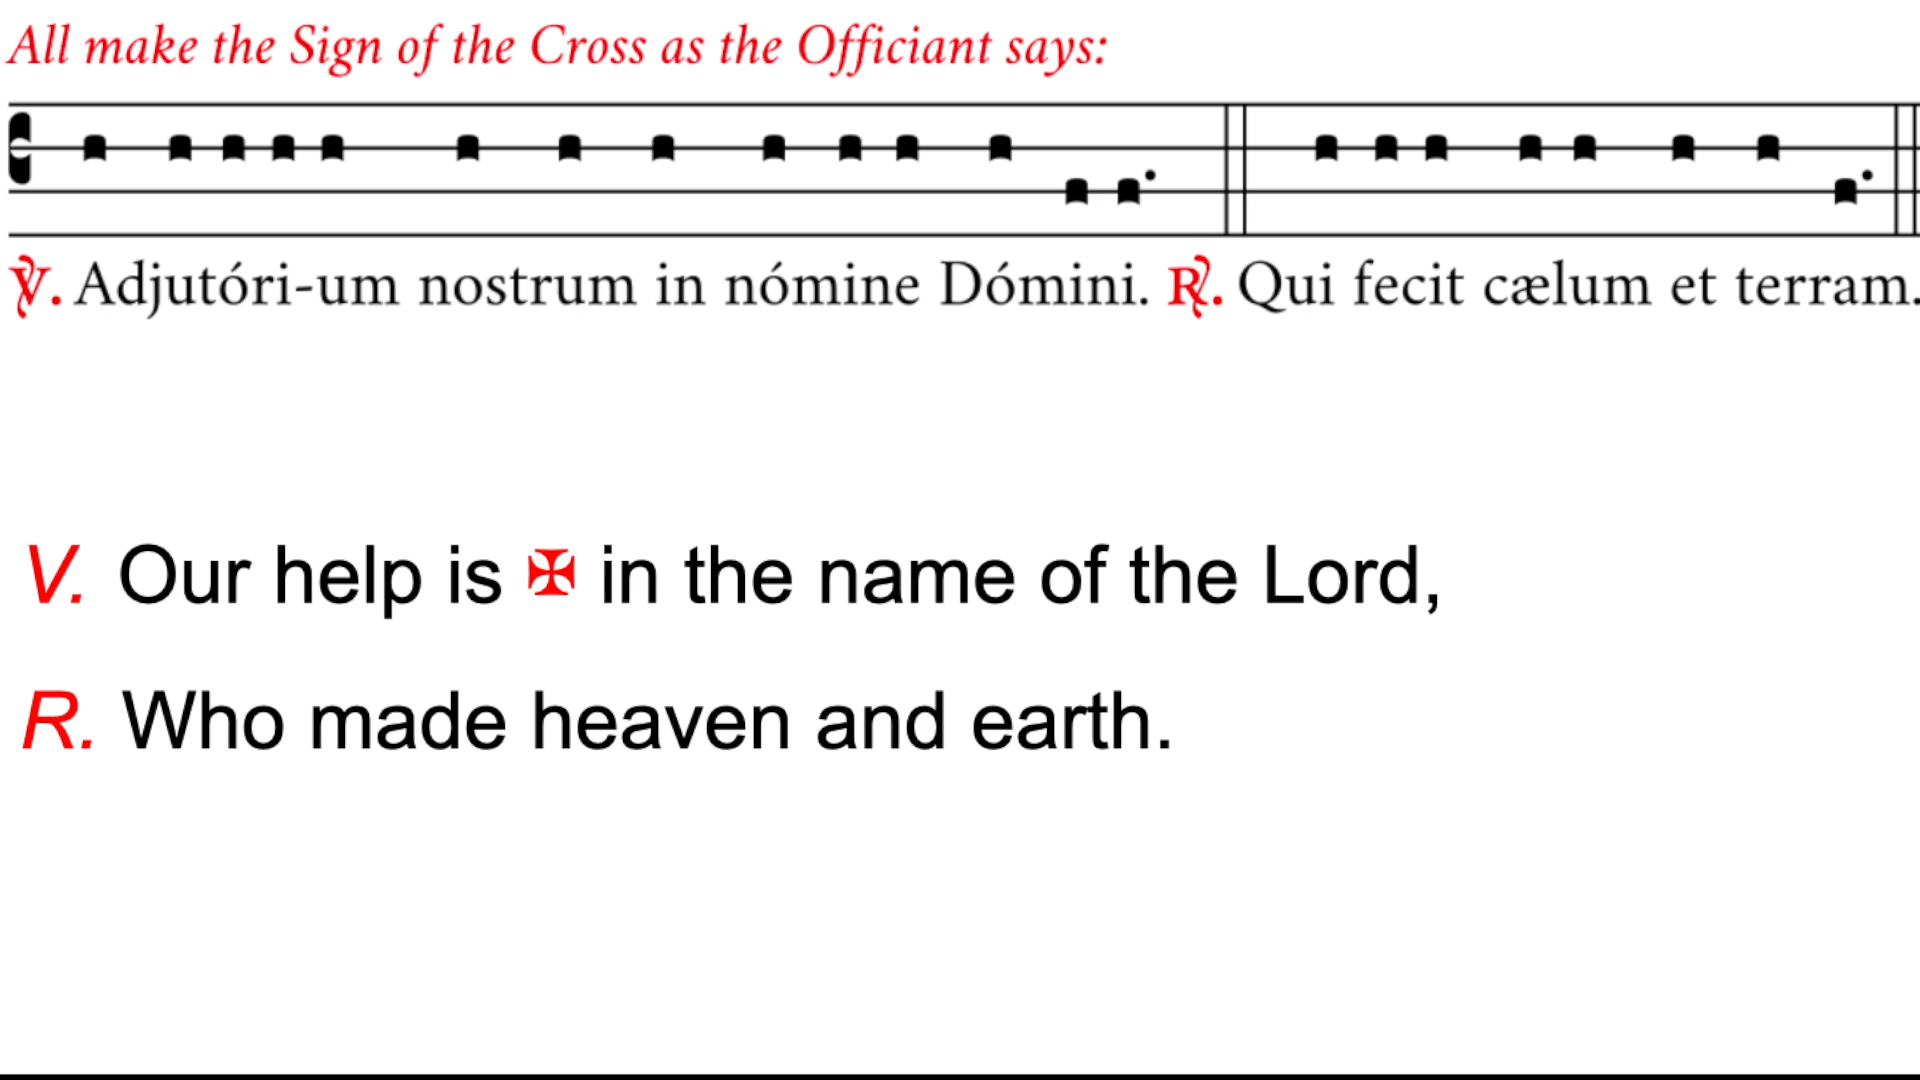 All make the Sign of the Cross as the Officiant says:
℣. Adjutóri-um nostrum in nómine Dómini. ℟. Qui fecit cælum et terram.
V. Our help is ✠ in the name of the Lord,
R. Who made heaven and earth.